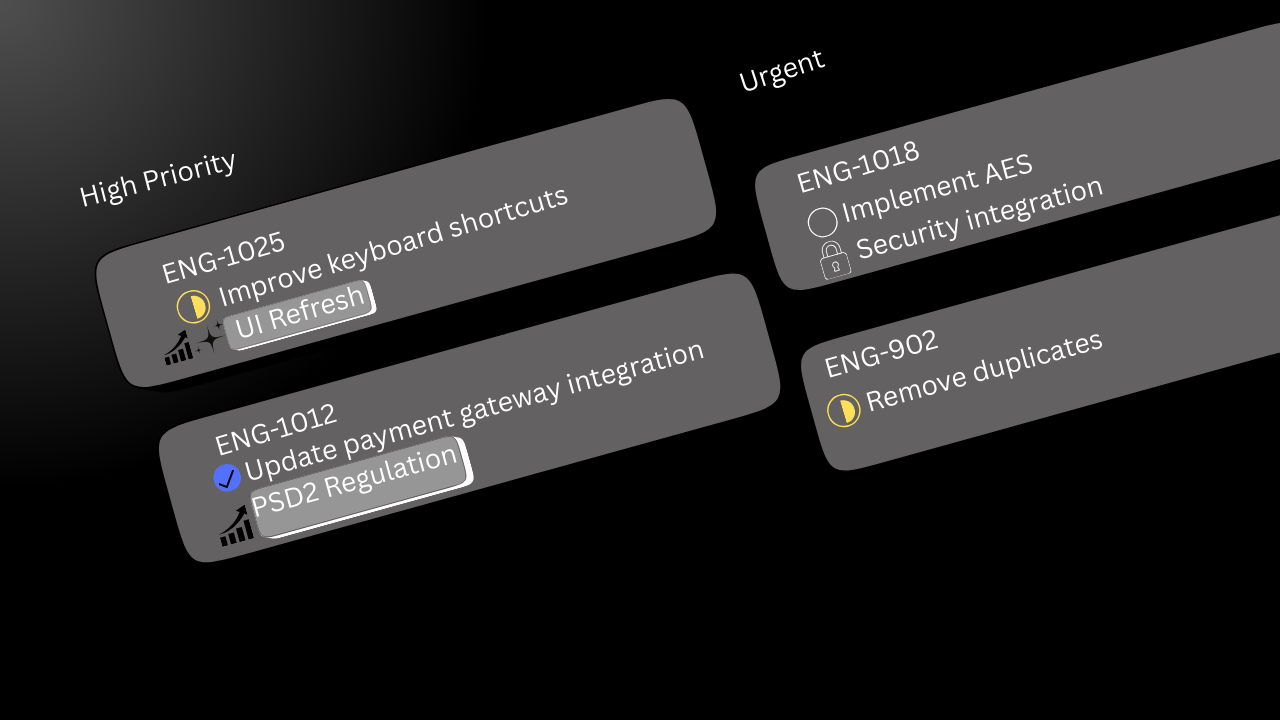 High Priority
ENG-1025
Improve keyboard shortcuts
UI Refresh
ENG-1012
Update payment gateway integration
PSD2 Regulation
Urgent
ENG-1018
Implement AES
Security integration
ENG-902
Remove duplicates